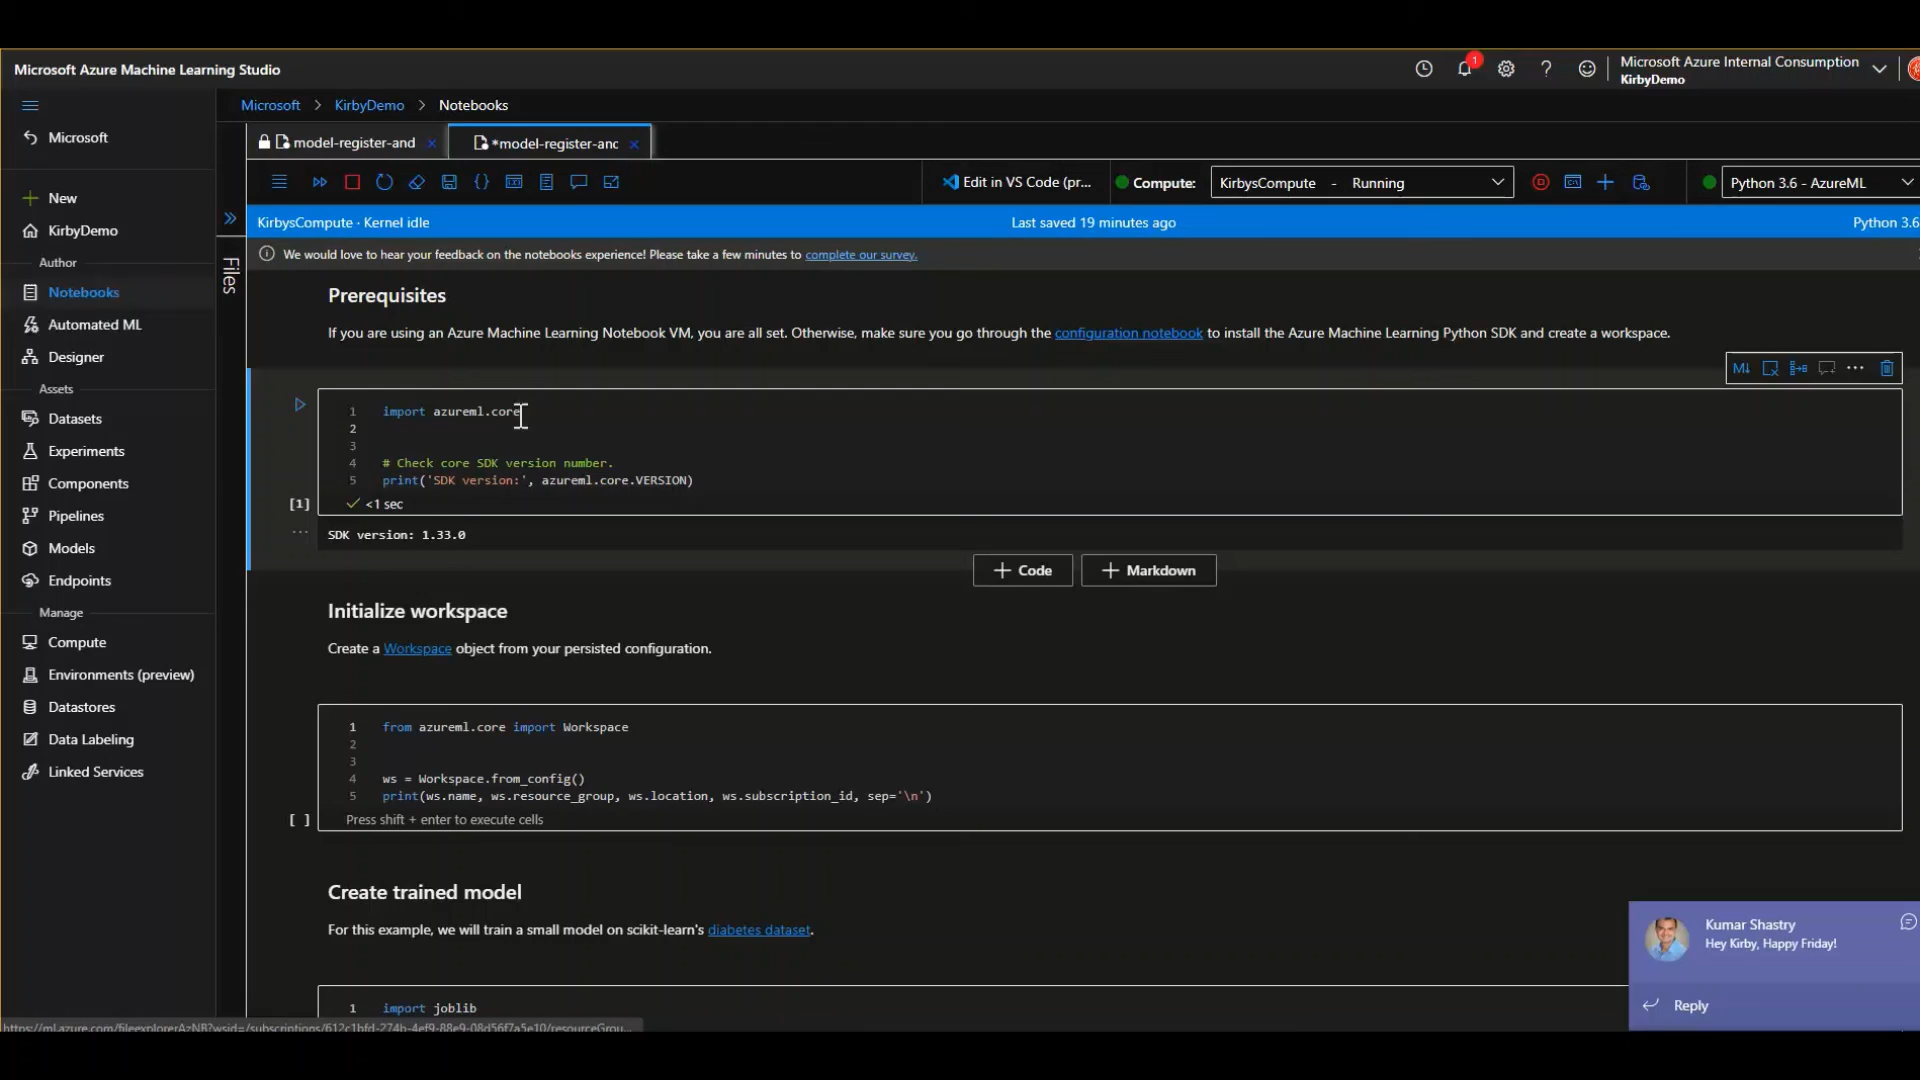 Microsoft Azure Machine Learning Studio
1
Microsoft Azure Internal Consumption
KirbyDemo
Microsoft > KirbyDemo > Notebooks
Microsoft
New
KirbyDemo
Author
Notebooks
Automated ML
Designer
Assets
Datasets
Experiments
Components
Pipelines
Models
Endpoints
Manage
Compute
Environments (preview)
Datastores
Data Labeling
Linked Services
Files
model-register-and
*model-register-anc
Edit in VS Code (pr...
Compute:
KirbysCompute - Running
Python 3.6 - AzureML
KirbysCompute · Kernel idle
Last saved 19 minutes ago
Python 3.6
We would love to hear your feedback on the notebooks experience! Please take a few minutes to complete our survey.
Prerequisites
If you are using an Azure Machine Learning Notebook VM, you are all set. Otherwise, make sure you go through the configuration notebook to install the Azure Machine Learning Python SDK and create a workspace.
M↓
1 import azureml.core
2
3
4 # Check core SDK version number.
5 print('SDK version:', azureml.core.VERSION)
[1] <1 sec
SDK version: 1.33.0
+ Code + Markdown
Initialize workspace
Create a Workspace object from your persisted configuration.
1 from azureml.core import Workspace
2
3
4 ws = Workspace.from_config()
5 print(ws.name, ws.resource_group, ws.location, ws.subscription_id, sep='\n')
[ ] Press shift + enter to execute cells
Create trained model
For this example, we will train a small model on scikit-learn's diabetes dataset.
1 import joblib
Kumar Shastry
Hey Kirby, Happy Friday!
Reply